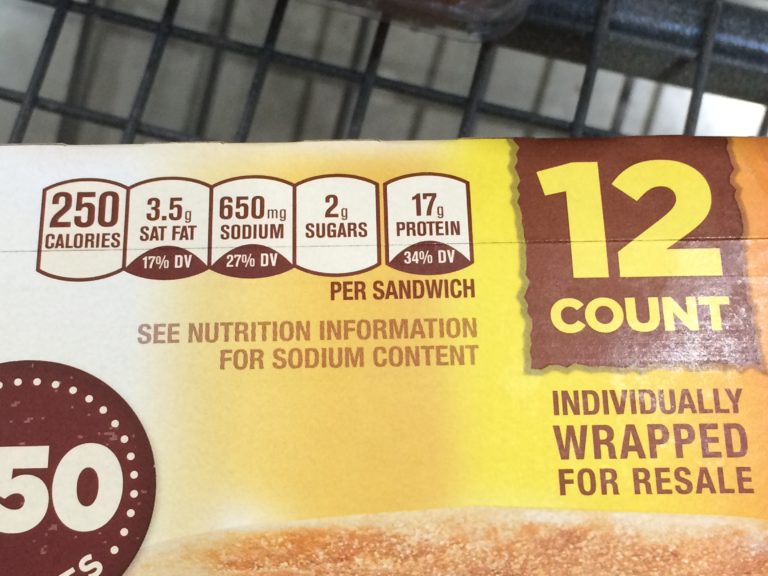 250 CALORIES
3.5g SAT FAT 17% DV
650mg SODIUM 27% DV
2g SUGARS
17g PROTEIN 34% DV
PER SANDWICH
SEE NUTRITION INFORMATION
FOR SODIUM CONTENT
12
COUNT
INDIVIDUALLY
WRAPPED
FOR RESALE
50